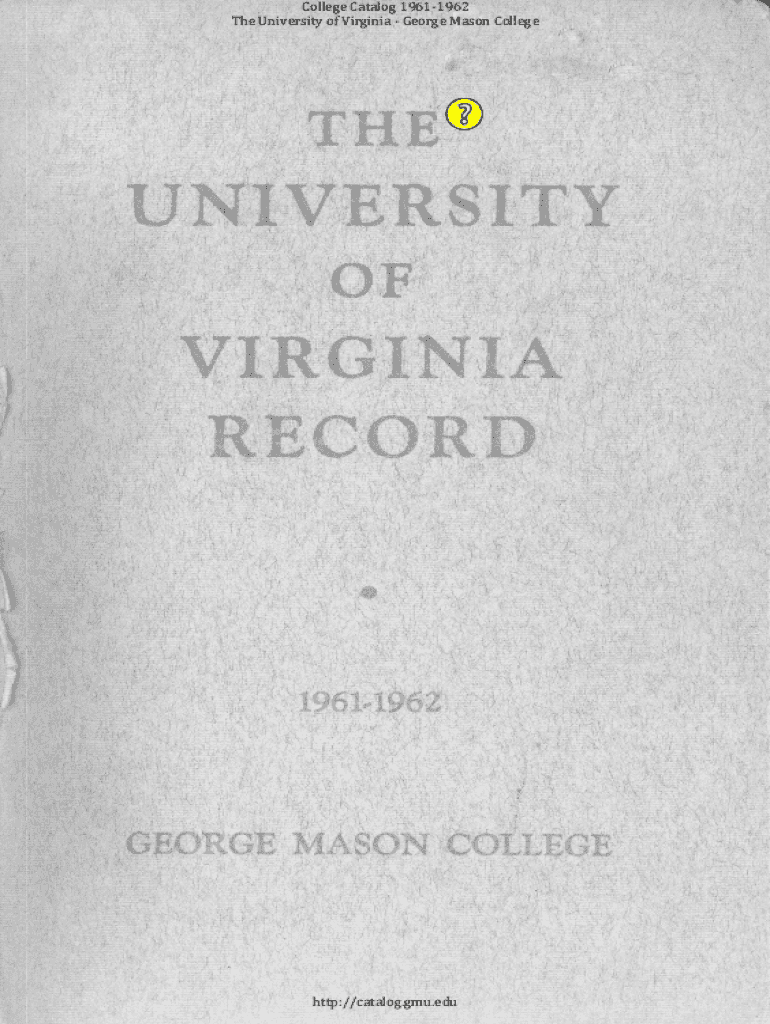 College Catalog 1961-1962
The University of Virginia - George Mason College
THE
?
UNIVERSITY
OF
VIRGINIA
RECORD
1961-1962
GEORGE MASON COLLEGE
http://catalog.gmu.edu